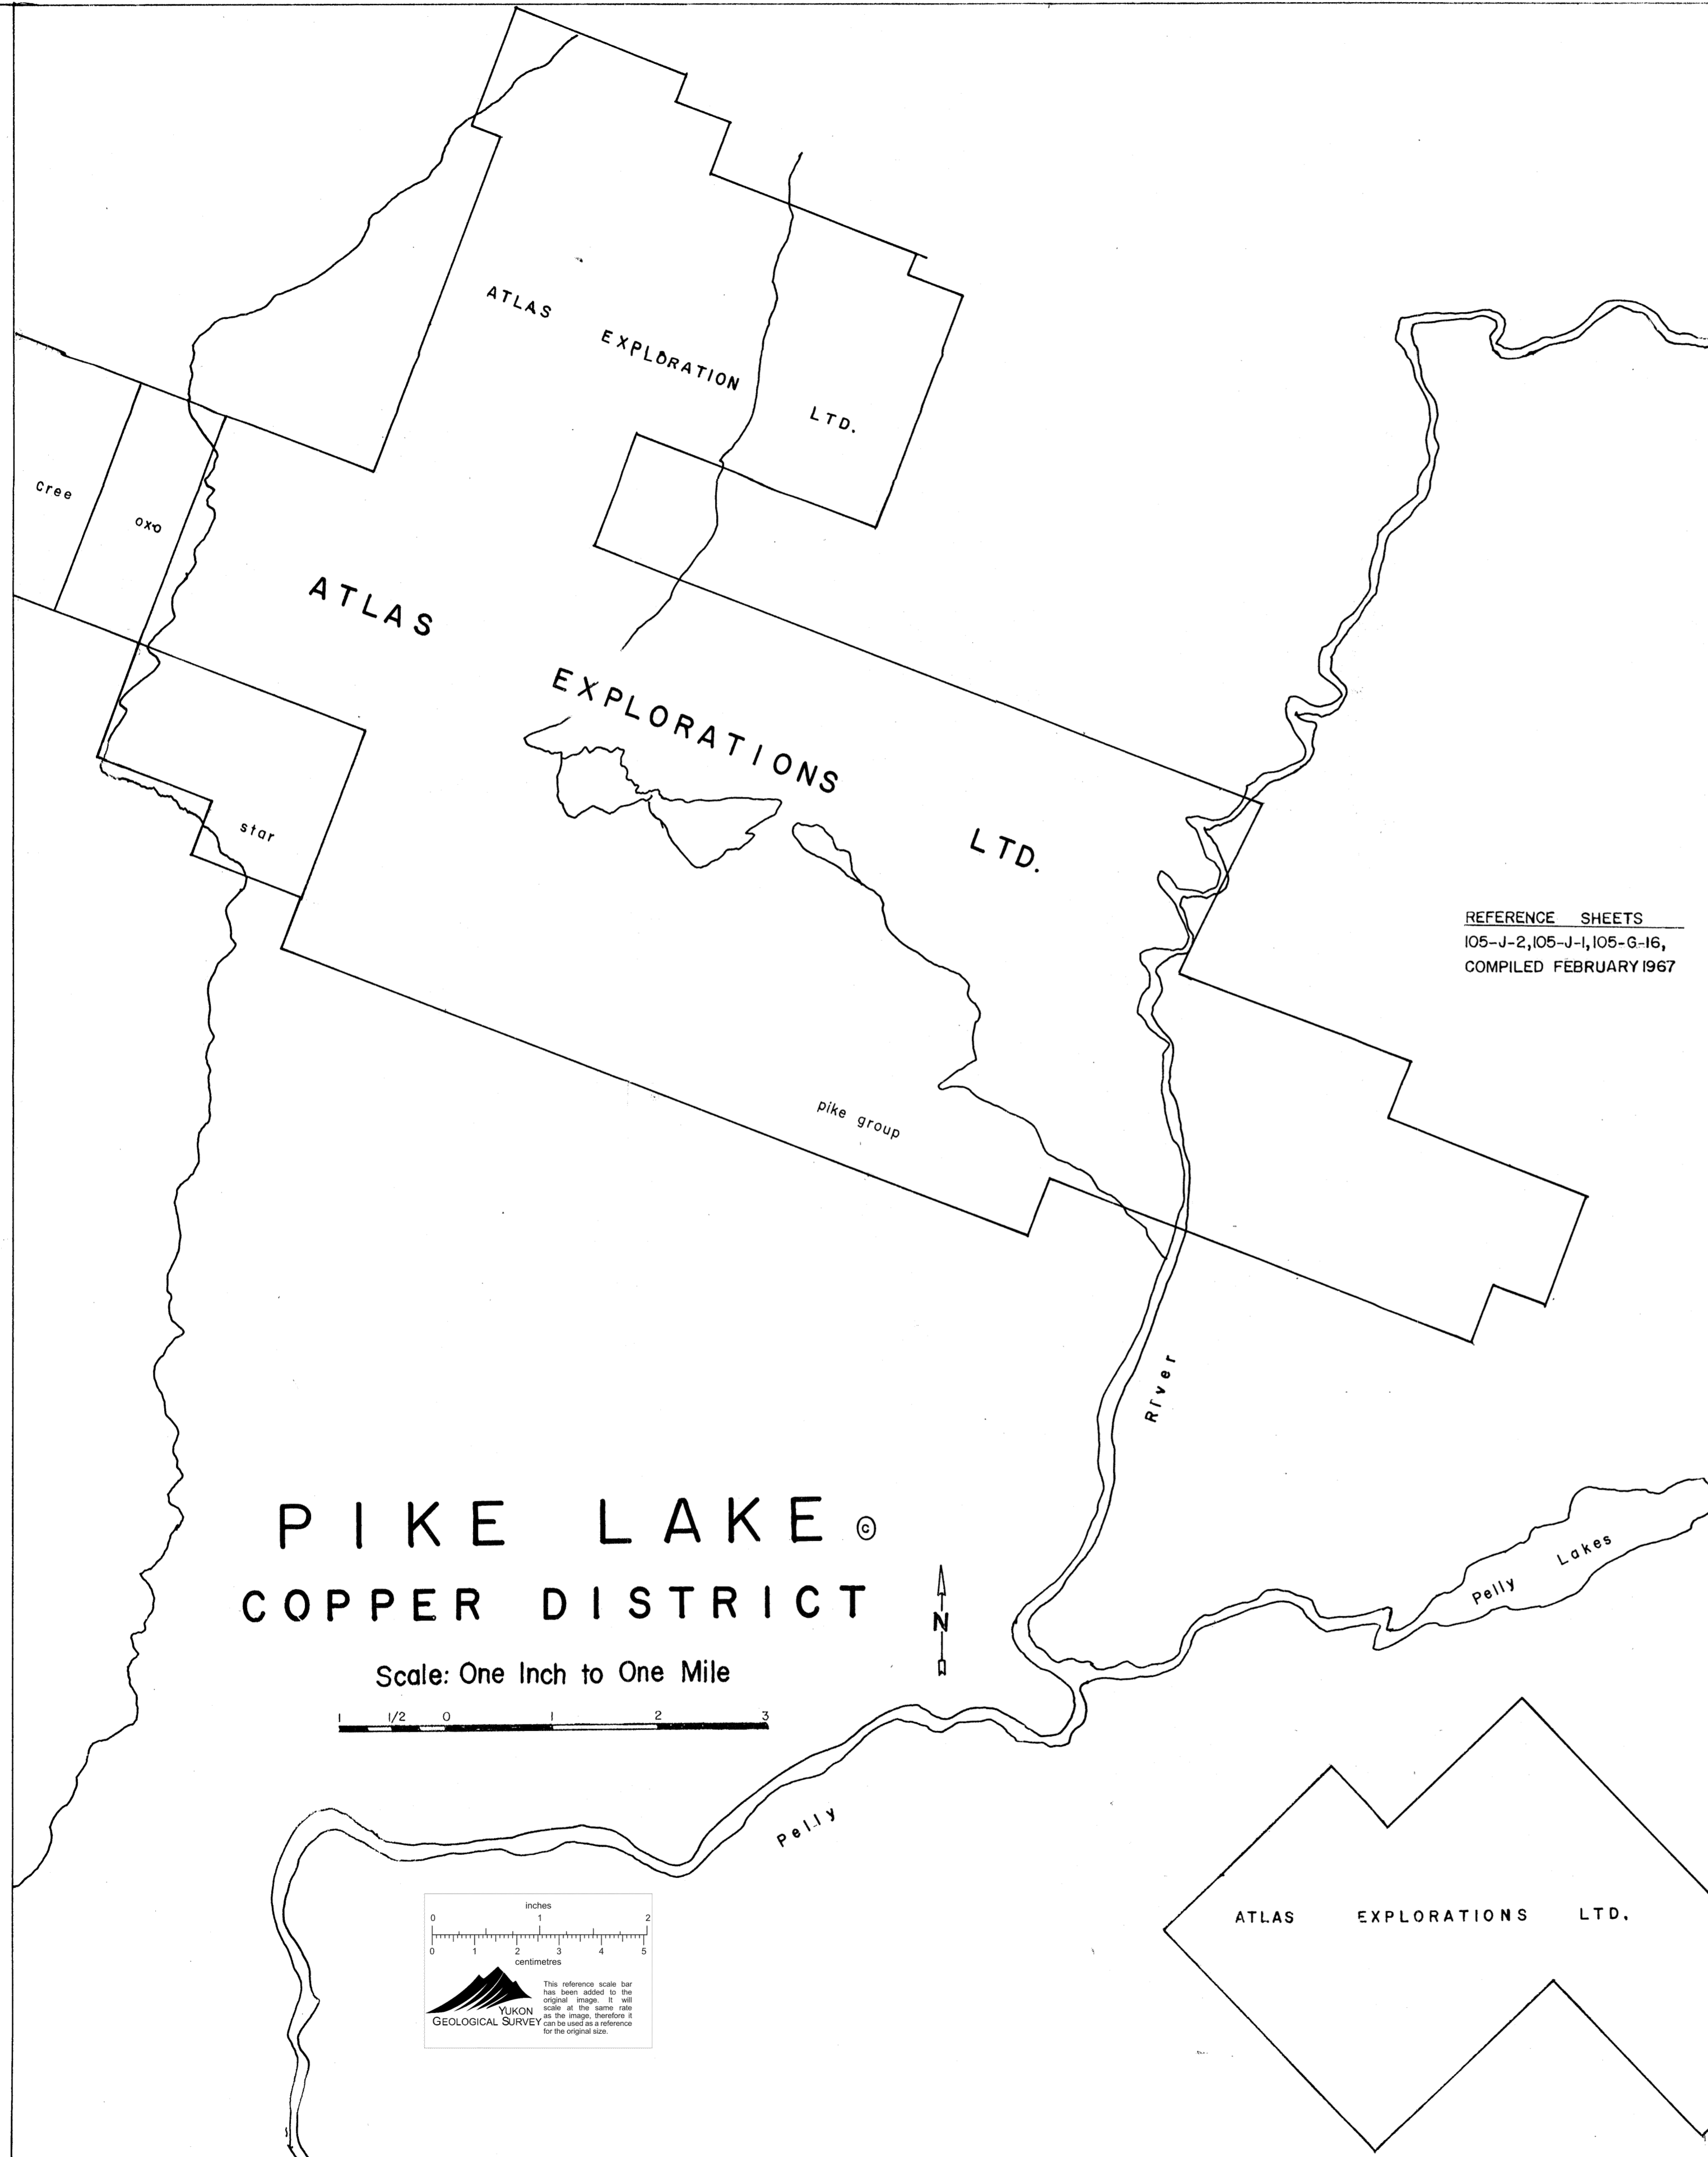 ATLAS EXPLORATION LTD.
cree
oxo
ATLAS EXPLORATIONS LTD.
star
REFERENCE SHEETS
105-J-2, 105-J-1, 105-G-16,
COMPILED FEBRUARY 1967
pike group
River
PIKE LAKE ©
COPPER DISTRICT
N
Scale: One Inch to One Mile
1 1/2 0 1 2 3
Pelly Lakes
Pelly
ATLAS EXPLORATIONS LTD.
inches
0 1 2
0 1 2 3 4 5
centimetres
YUKON
GEOLOGICAL SURVEY
This reference scale bar
has been added to the
original image. It will
scale at the same rate
as the image, therefore it
can be used as a reference
for the original size.